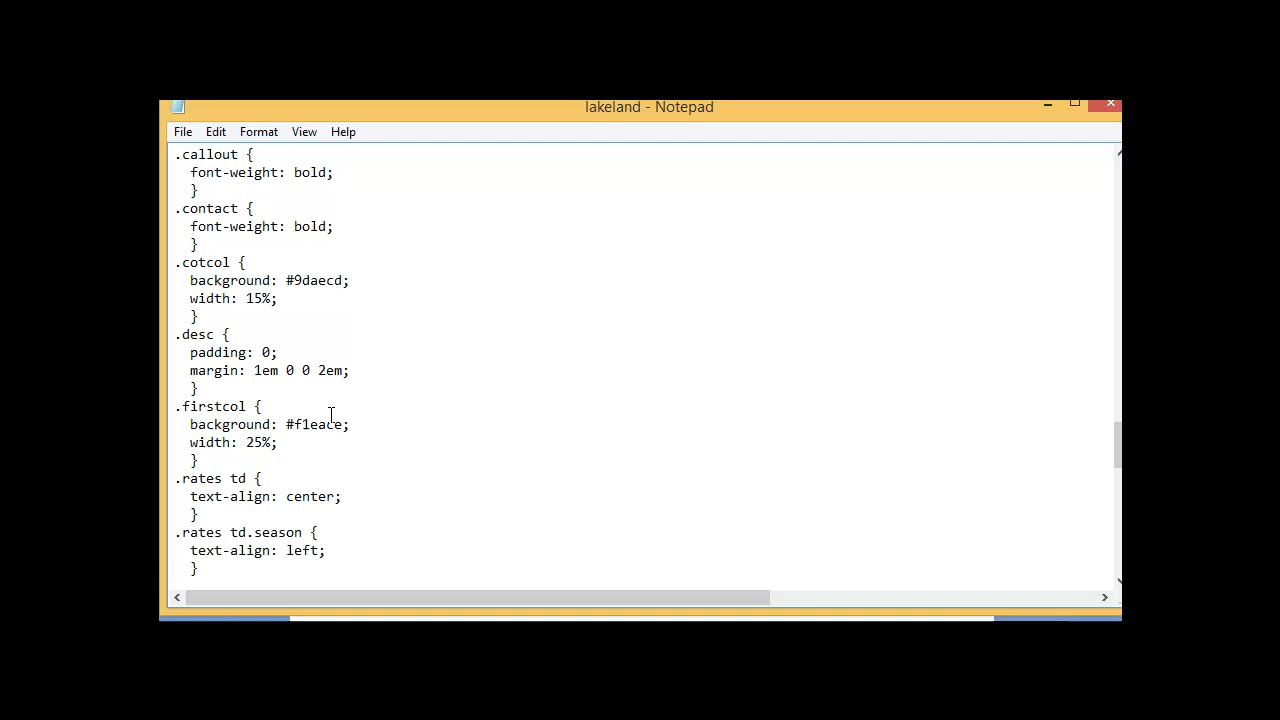 lakeland - Notepad
File Edit Format View Help
.callout {
  font-weight: bold;
  }
.contact {
  font-weight: bold;
  }
.cotcol {
  background: #9daecd;
  width: 15%;
  }
.desc {
  padding: 0;
  margin: 1em 0 0 2em;
  }
.firstcol {
  background: #f1eace;
  width: 25%;
  }
.rates td {
  text-align: center;
  }
.rates td.season {
  text-align: left;
  }